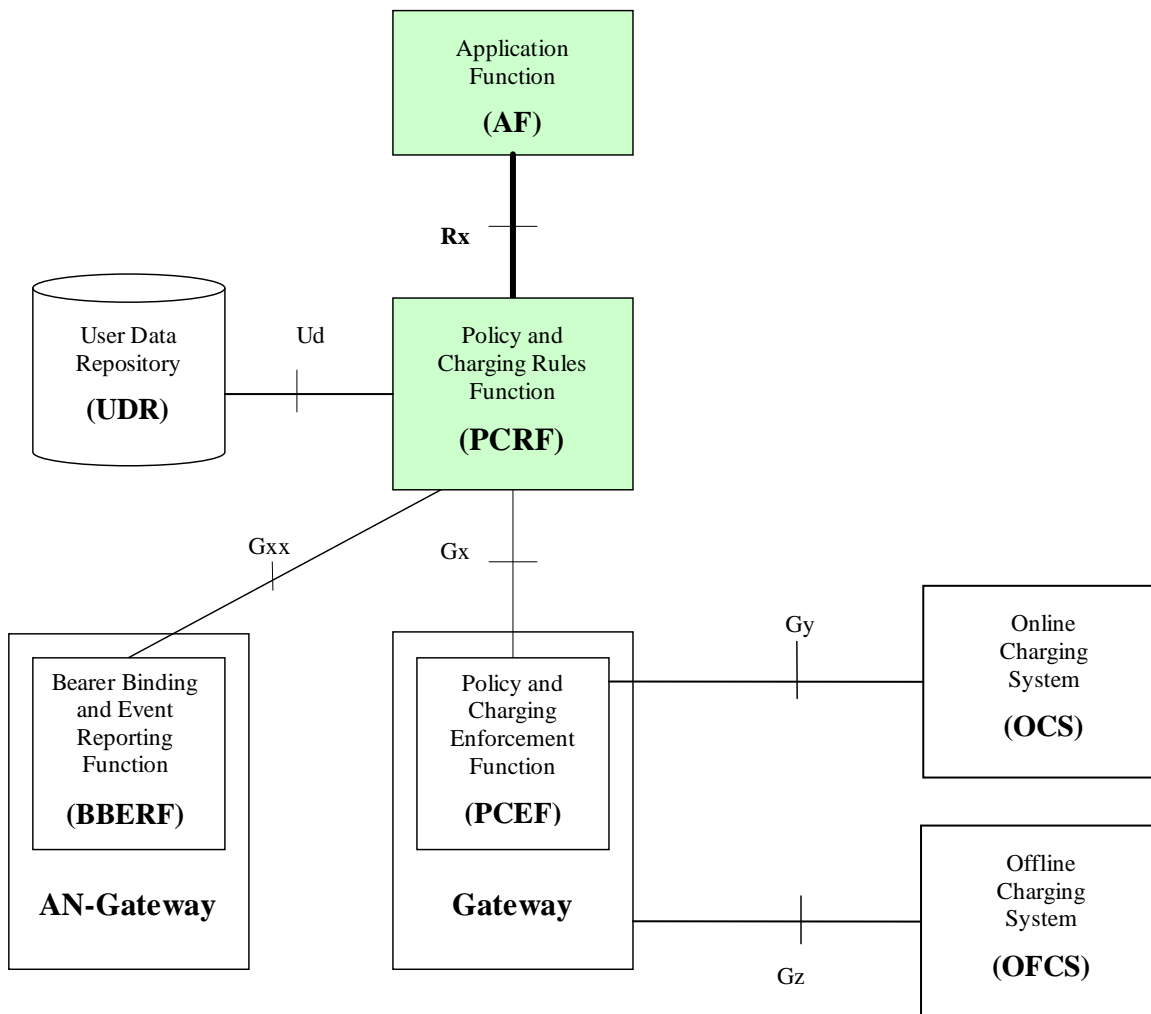 Application
Function
(AF)
Rx
User Data
Repository
(UDR)
Ud
Policy and
Charging Rules
Function
(PCRF)
Gxx
Gx
Bearer Binding
and Event
Reporting
Function
(BBERF)
AN-Gateway
Policy and
Charging
Enforcement
Function
(PCEF)
Gateway
Gy
Online
Charging
System
(OCS)
Gz
Offline
Charging
System
(OFCS)